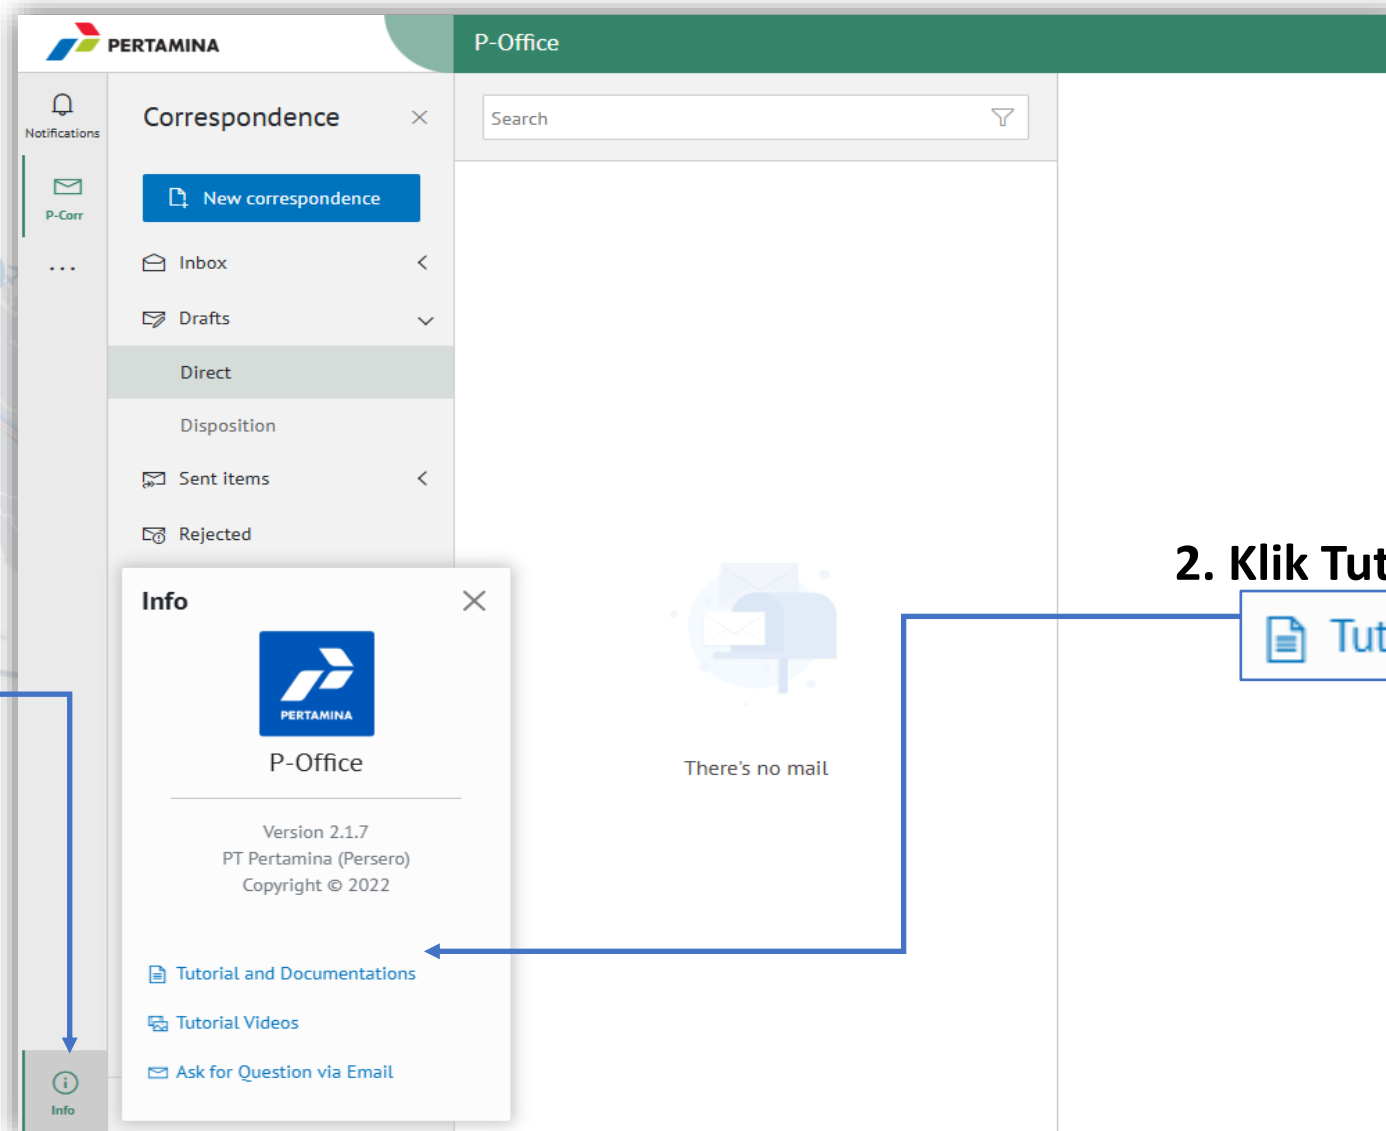 PERTAMINA
P-Office
Notifications
P-Corr
Correspondence
New correspondence
Inbox
Drafts
Direct
Disposition
Sent items
Rejected
Search
There's no mail
Info
PERTAMINA
P-Office
Version 2.1.7
PT Pertamina (Persero)
Copyright © 2022
Tutorial and Documentations
Tutorial Videos
Ask for Question via Email
Info
2. Klik Tut
Tut